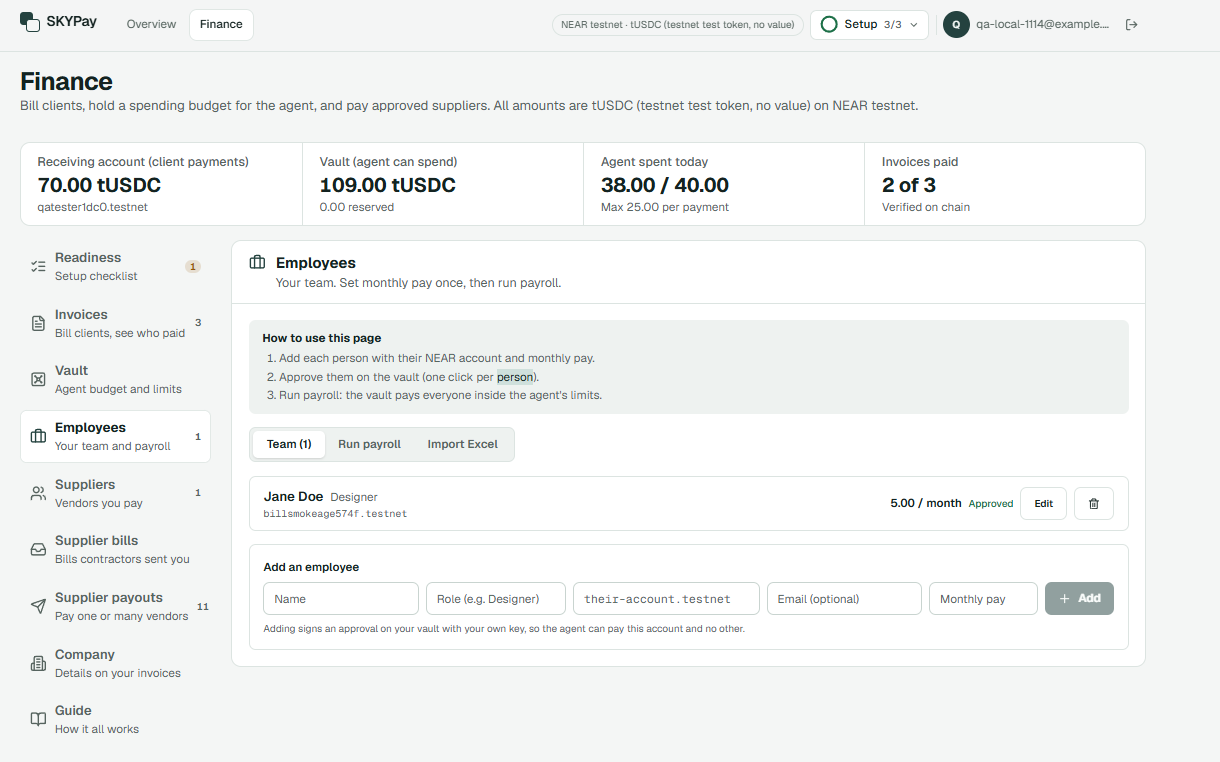 SKYPay
Overview
Finance
NEAR testnet · tUSDC (testnet test token, no value)
Setup 3/3
Q
qa-local-1114@example....
Finance
Bill clients, hold a spending budget for the agent, and pay approved suppliers. All amounts are tUSDC (testnet test token, no value) on NEAR testnet.
Receiving account (client payments)
70.00 tUSDC
qatester1dc0.testnet
Vault (agent can spend)
109.00 tUSDC
0.00 reserved
Agent spent today
38.00 / 40.00
Max 25.00 per payment
Invoices paid
2 of 3
Verified on chain
Readiness
Setup checklist
1
Invoices
Bill clients, see who paid
3
Vault
Agent budget and limits
Employees
Your team and payroll
1
Suppliers
Vendors you pay
1
Supplier bills
Bills contractors sent you
Supplier payouts
Pay one or many vendors
11
Company
Details on your invoices
Guide
How it all works
Employees
Your team. Set monthly pay once, then run payroll.
How to use this page
1. Add each person with their NEAR account and monthly pay.
2. Approve them on the vault (one click per person).
3. Run payroll: the vault pays everyone inside the agent's limits.
Team (1)
Run payroll
Import Excel
Jane Doe Designer
billsmokeage574f.testnet
5.00 / month Approved
Edit
Add an employee
Name
Role (e.g. Designer)
their-account.testnet
Email (optional)
Monthly pay
+ Add
Adding signs an approval on your vault with your own key, so the agent can pay this account and no other.